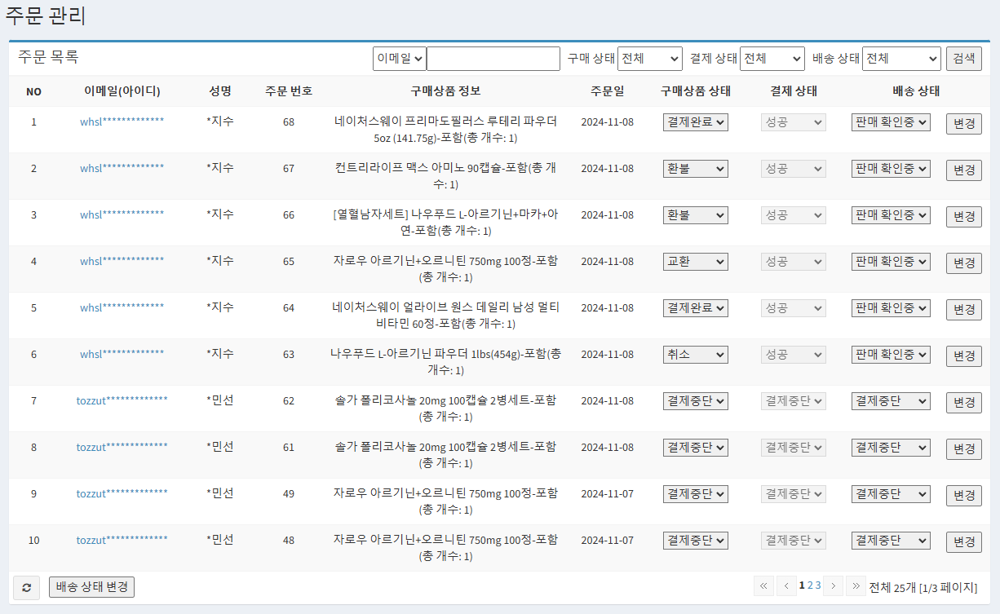 주문 관리
주문 목록 이메일 구매 상태 전체 결제 상태 전체 배송 상태 전체 검색
NO 이메일(아이디) 성명 주문 번호 구매상품 정보 주문일 구매상품 상태 결제 상태 배송 상태
1 whsl************* *지수 68 네이처스웨이 프리마도필러스 루테리 파우더 2024-11-08 결제완료 성공 판매 확인중 변경
5oz (141.75g)-포함(총 개수: 1)
2 whsl************* *지수 67 컨트리라이프 맥스 아미노 90캡슐-포함(총 개 2024-11-08 환불 성공 판매 확인중 변경
수: 1)
3 whsl************* *지수 66 [열혈남자세트] 나우푸드 L-아르기닌+마카+아 2024-11-08 환불 성공 판매 확인중 변경
연-포함(총 개수: 1)
4 whsl************* *지수 65 자로우 아르기닌+오르니틴 750mg 100정-포함 2024-11-08 교환 성공 판매 확인중 변경
(총 개수: 1)
5 whsl************* *지수 64 네이처스웨이 얼라이브 원스 데일리 남성 멀티 2024-11-08 결제완료 성공 판매 확인중 변경
비타민 60정-포함(총 개수: 1)
6 whsl************* *지수 63 나우푸드 L-아르기닌 파우더 1lbs(454g)-포함(총 2024-11-08 취소 성공 판매 확인중 변경
개수: 1)
7 tozzut************* *민선 62 솔가 폴리코사놀 20mg 100캡슐 2병세트-포함 2024-11-08 결제중단 결제중단 결제중단 변경
(총 개수: 1)
8 tozzut************* *민선 61 솔가 폴리코사놀 20mg 100캡슐 2병세트-포함 2024-11-08 결제중단 결제중단 결제중단 변경
(총 개수: 1)
9 tozzut************* *민선 49 자로우 아르기닌+오르니틴 750mg 100정-포함 2024-11-07 결제중단 결제중단 결제중단 변경
(총 개수: 1)
10 tozzut************* *민선 48 자로우 아르기닌+오르니틴 750mg 100정-포함 2024-11-07 결제중단 결제중단 결제중단 변경
(총 개수: 1)
배송 상태 변경 « ‹ 1 2 3 › » 전체 25개 [1/3 페이지]